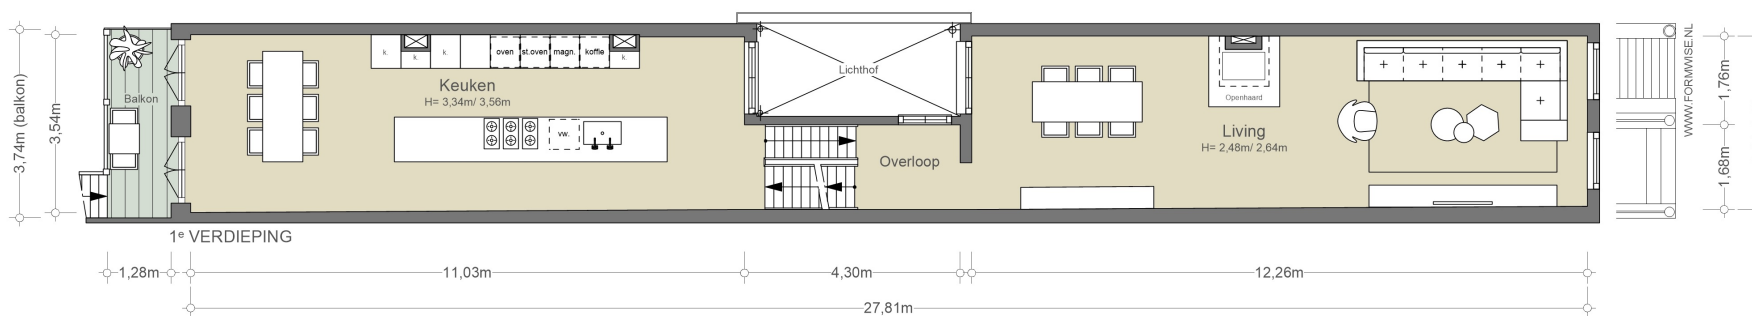 k.
k.
k.
oven
st.oven
magn.
koffie
k.
Keuken
H= 3,34m/ 3,56m
vw.
Balkon
Lichthof
Overloop
Openhaard
Living
H= 2,48m/ 2,64m
WWW.FORMWISE.NL
3,74m (balkon)
3,54m
1,76m
1,68m
1e VERDIEPING
1,28m
11,03m
4,30m
12,26m
27,81m